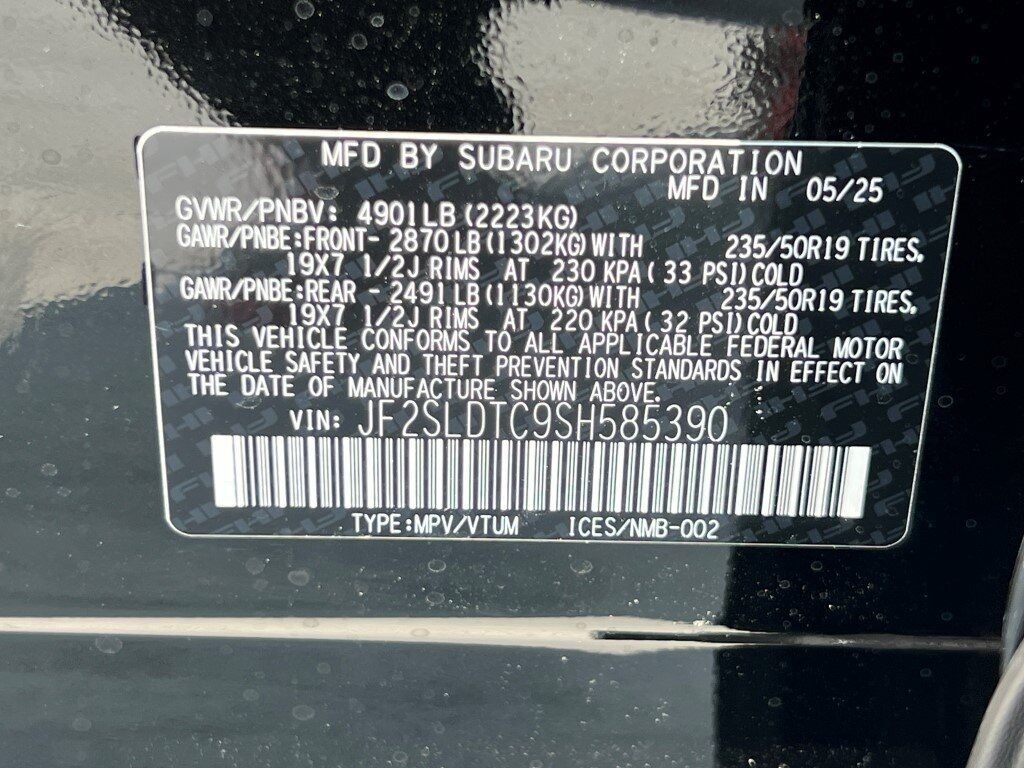 MFD BY SUBARU CORPORATION
MFD IN 05/25
GVWR/PNBV: 4901LB(2223KG)
GAWR/PNBE:FRONT- 2870LB(1302KG)WITH 235/50R19 TIRES,
19X7 1/2J RIMS AT 230 KPA( 33 PSI)COLD
GAWR/PNBE:REAR - 2491LB(1130KG)WITH 235/50R19 TIRES,
19X7 1/2J RIMS AT 220 KPA( 32 PSI)COLD
THIS VEHICLE CONFORMS TO ALL APPLICABLE FEDERAL MOTOR
VEHICLE SAFETY AND THEFT PREVENTION STANDARDS IN EFFECT ON
THE DATE OF MANUFACTURE SHOWN ABOVE.
VIN: JF2SLDTC9SH585390
TYPE:MPV/VTUM ICES/NMB-002